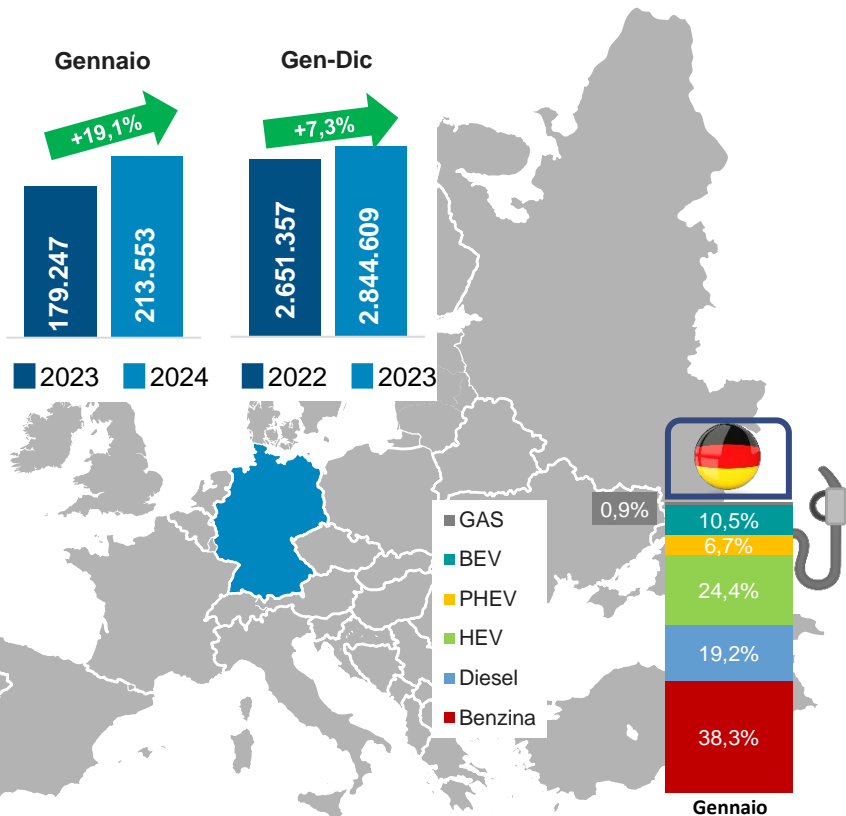 Gennaio
Gen-Dic
+19,1%
+7,3%
179.247
213.553
2.651.357
2.844.609
2023
2024
2022
2023
0,9%
GAS
BEV
PHEV
HEV
Diesel
Benzina
10,5%
6,7%
24,4%
19,2%
38,3%
Gennaio